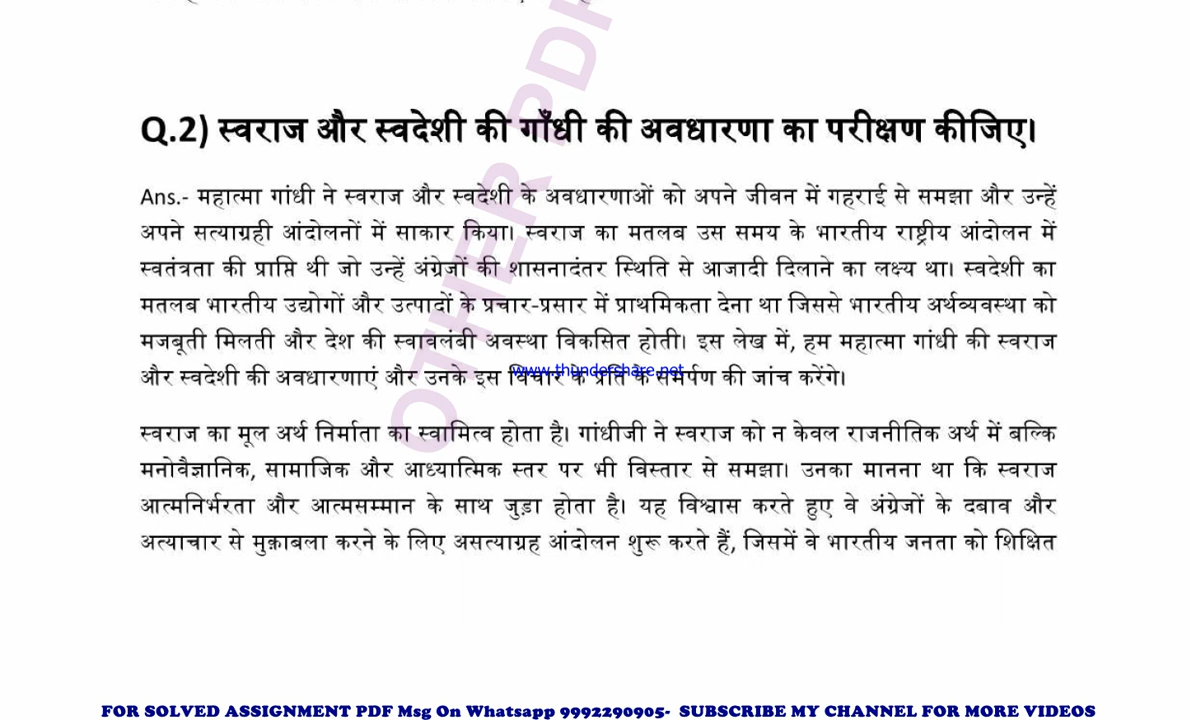 OTHER PDF
Q.2) स्वराज और स्वदेशी की गाँधी की अवधारणा का परीक्षण कीजिए।
Ans.- महात्मा गांधी ने स्वराज और स्वदेशी के अवधारणाओं को अपने जीवन में गहराई से समझा और उन्हें
अपने सत्याग्रही आंदोलनों में साकार किया। स्वराज का मतलब उस समय के भारतीय राष्ट्रीय आंदोलन में
स्वतंत्रता की प्राप्ति थी जो उन्हें अंग्रेजों की शासनादंतर स्थिति से आजादी दिलाने का लक्ष्य था। स्वदेशी का
मतलब भारतीय उद्योगों और उत्पादों के प्रचार-प्रसार में प्राथमिकता देना था जिससे भारतीय अर्थव्यवस्था को
मजबूती मिलती और देश की स्वावलंबी अवस्था विकसित होती। इस लेख में, हम महात्मा गांधी की स्वराज
और स्वदेशी की अवधारणाएं और उनके इस विचार के प्रति के समर्पण की जांच करेंगे।
www.thundershare.net
स्वराज का मूल अर्थ निर्माता का स्वामित्व होता है। गांधीजी ने स्वराज को न केवल राजनीतिक अर्थ में बल्कि
मनोवैज्ञानिक, सामाजिक और आध्यात्मिक स्तर पर भी विस्तार से समझा। उनका मानना था कि स्वराज
आत्मनिर्भरता और आत्मसम्मान के साथ जुड़ा होता है। यह विश्वास करते हुए वे अंग्रेजों के दबाव और
अत्याचार से मुक़ाबला करने के लिए असत्याग्रह आंदोलन शुरू करते हैं, जिसमें वे भारतीय जनता को शिक्षित
FOR SOLVED ASSIGNMENT PDF Msg On Whatsapp 9992290905- SUBSCRIBE MY CHANNEL FOR MORE VIDEOS